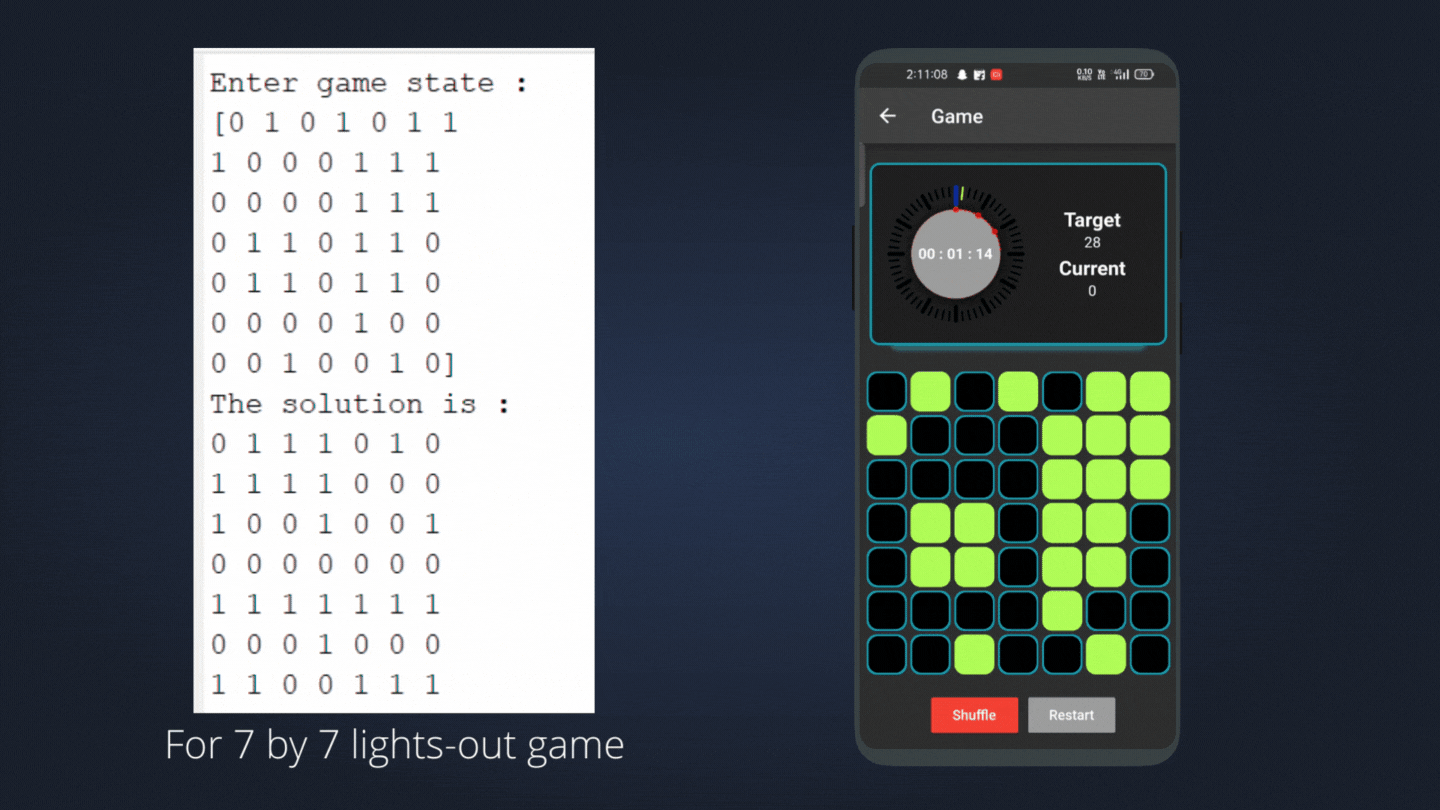 Enter game state :
[0 1 0 1 0 1 1
1 0 0 0 1 1 1
0 0 0 0 1 1 1
0 1 1 0 1 1 0
0 1 1 0 1 1 0
0 0 0 0 1 0 0
0 0 1 0 0 1 0]
The solution is :
0 1 1 1 0 1 0
1 1 1 1 0 0 0
1 0 0 1 0 0 1
0 0 0 0 0 0 0
1 1 1 1 1 1 1
0 0 0 1 0 0 0
1 1 0 0 1 1 1
For 7 by 7 lights-out game
2:11:08 0.10 KB/S 4G 70
Game
Target
28
00 : 01 : 14
Current
0
Shuffle Restart